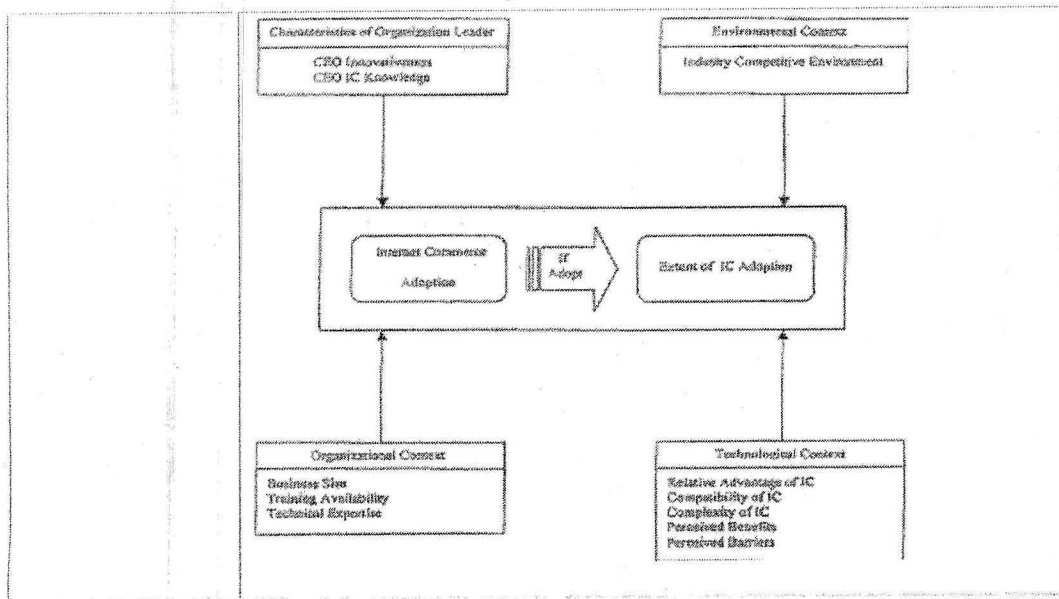 Characteristics of Organization Leader
CEO Innovativeness
CEO IC Knowledge
Environmental Context
Industry Competitive Environment
Internet Commerce
Adoption
If
Adopt
Extent of IC Adoption
Organizational Context
Business Size
Training Availability
Technical Expertise
Technological Context
Relative Advantage of IC
Compatibility of IC
Complexity of IC
Perceived Benefits
Perceived Barriers